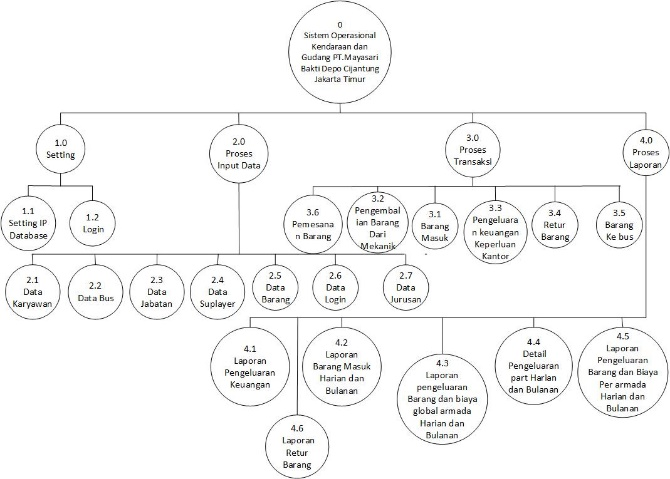 0
Sistem Operasional
Kendaraan dan
Gudang PT.Mayasari
Bakti Depo Cijantung
Jakarta Timur
1.0
Setting
2.0
Proses
Input Data
3.0
Proses
Transaksi
4.0
Proses
Laporan
1.1
Setting IP
Database
1.2
Login
3.6
Pemesana
n Barang
3.2
Pengembal
ian Barang
Dari
Mekanik
3.1
Barang
Masuk
3.3
Pengeluara
n keuangan
Keperluan
Kantor
3.4
Retur
Barang
3.5
Barang
Ke bus
2.1
Data
Karyawan
2.2
Data Bus
2.3
Data
Jabatan
2.4
Data
Suplayer
2.5
Data
Barang
2.6
Data
Login
2.7
Data
Jurusan
4.1
Laporan
Pengeluaran
Keuangan
4.2
Laporan
Barang Masuk
Harian dan
Bulanan
4.3
Laporan
pengeluaran
Barang dan biaya
global armada
Harian dan
Bulanan
4.4
Detail
Pengeluaran
part Harian
dan Bulanan
4.5
Laporan
Pengeluaran
Barang dan Biaya
Per armada
Harian dan
Bulanan
4.6
Laporan
Retur
Barang